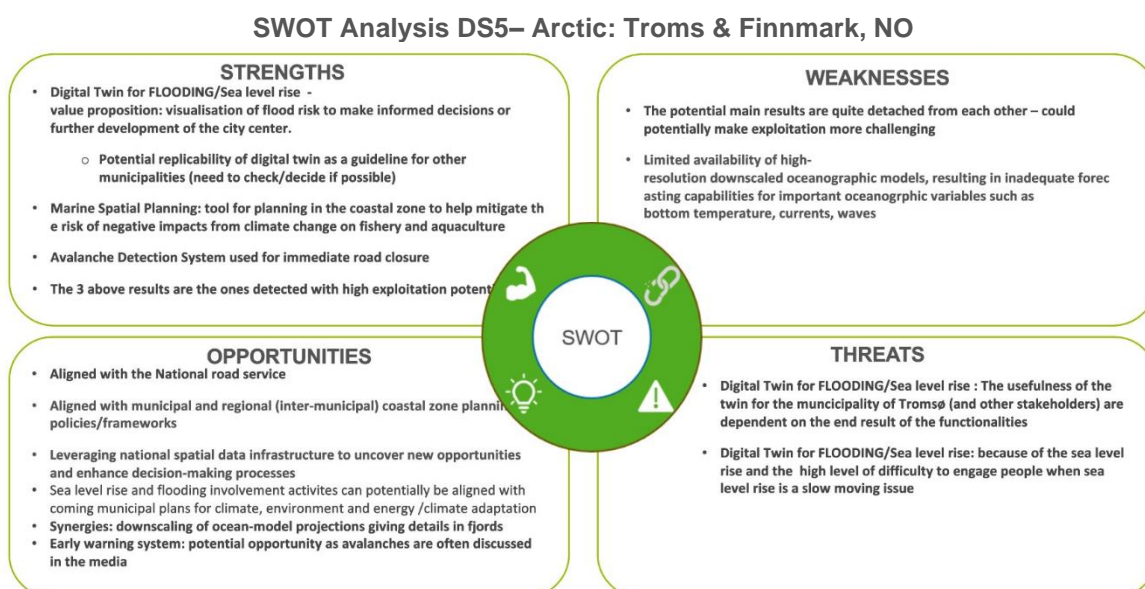 SWOT Analysis DS5– Arctic: Troms & Finnmark, NO
STRENGTHS
• Digital Twin for FLOODING/Sea level rise -
value proposition: visualisation of flood risk to make informed decisions or
further development of the city center.
o Potential replicability of digital twin as a guideline for other
municipalities (need to check/decide if possible)
• Marine Spatial Planning: tool for planning in the coastal zone to help mitigate th
e risk of negative impacts from climate change on fishery and aquaculture
• Avalanche Detection System used for immediate road closure
• The 3 above results are the ones detected with high exploitation potenti
WEAKNESSES
• The potential main results are quite detached from each other – could
potentially make exploitation more challenging
• Limited availability of high-
resolution downscaled oceanographic models, resulting in inadequate forec
asting capabilities for important oceanogrphic variables such as
bottom temperature, currents, waves
SWOT
OPPORTUNITIES
• Aligned with the National road service
• Aligned with municipal and regional (inter-municipal) coastal zone plannin
policies/frameworks
• Leveraging national spatial data infrastructure to uncover new opportunities
and enhance decision-making processes
• Sea level rise and flooding involvement activites can potentially be aligned with
coming municipal plans for climate, environment and energy /climate adaptation
• Synergies: downscaling of ocean-model projections giving details in fjords
• Early warning system: potential opportunity as avalanches are often discussed
in the media
THREATS
• Digital Twin for FLOODING/Sea level rise : The usefulness of the
twin for the muncicipality of Tromsø (and other stakeholders) are
dependent on the end result of the functionalities
• Digital Twin for FLOODING/Sea level rise: because of the sea level
rise and the high level of difficulty to engage people when sea
level rise is a slow moving issue